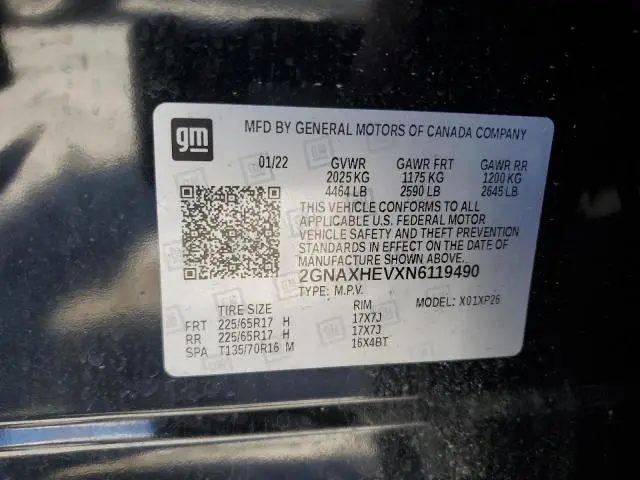 gm
MFD BY GENERAL MOTORS OF CANADA COMPANY
01/22 GVWR GAWR FRT GAWR RR
2025 KG 1175 KG 1200 KG
4464 LB 2590 LB 2645 LB
THIS VEHICLE CONFORMS TO ALL
APPLICABLE U.S. FEDERAL MOTOR
VEHICLE SAFETY AND THEFT PREVENTION
STANDARDS IN EFFECT ON THE DATE OF
MANUFACTURE SHOWN ABOVE.
2GNAXHEVXN6119490
TYPE: M.P.V. MODEL: X01XP26
TIRE SIZE RIM
FRT 225/65R17 H 17X7J
RR 225/65R17 H 17X7J
SPA T135/70R16 M 16X4BT